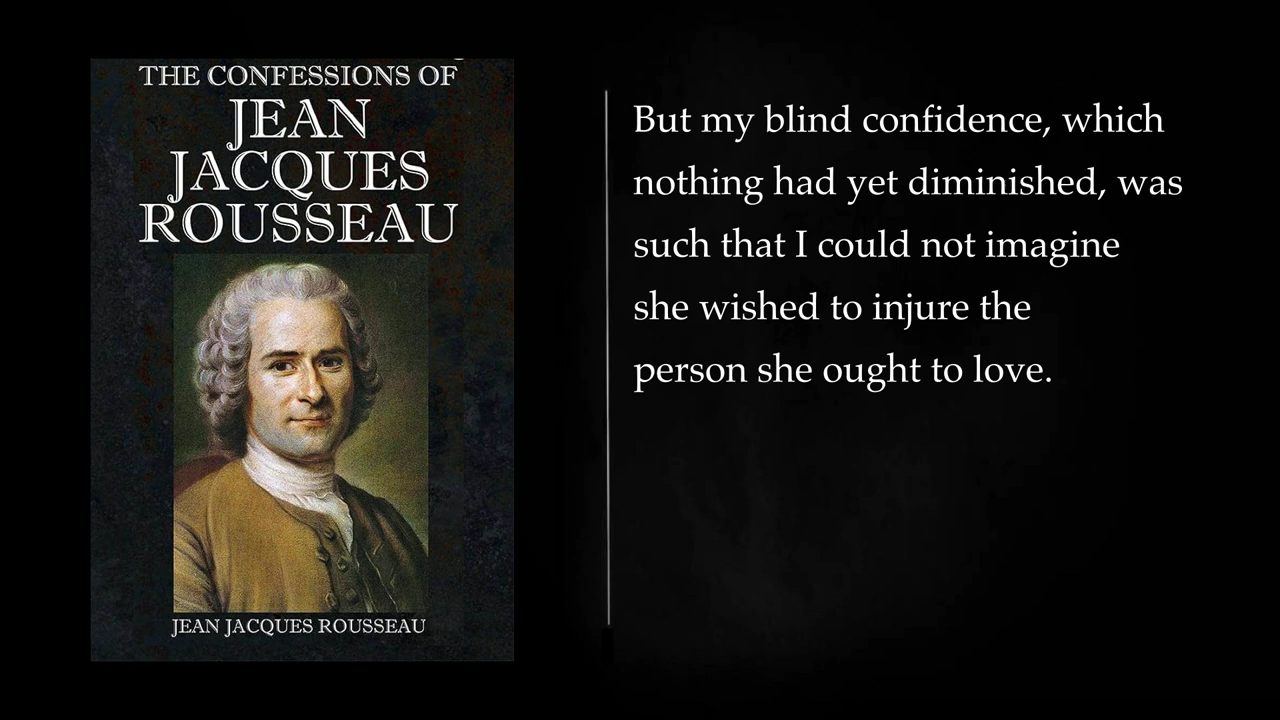 THE CONFESSIONS OF
JEAN
JACQUES
ROUSSEAU
JEAN JACQUES ROUSSEAU
But my blind confidence, which
nothing had yet diminished, was
such that I could not imagine
she wished to injure the
person she ought to love.